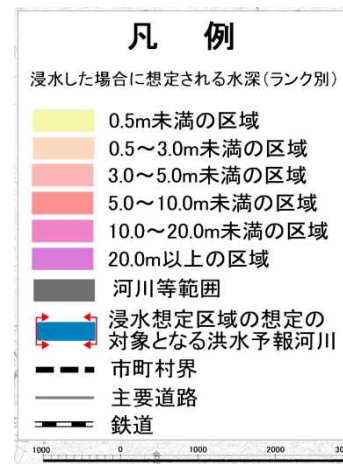 凡 例
浸水した場合に想定される水深(ランク別)
0.5m未満の区域
0.5～3.0m未満の区域
3.0～5.0m未満の区域
5.0～10.0m未満の区域
10.0～20.0m未満の区域
20.0m以上の区域
河川等範囲
浸水想定区域の想定の
対象となる洪水予報河川
市町村界
主要道路
鉄道
1000 0 1000 2000